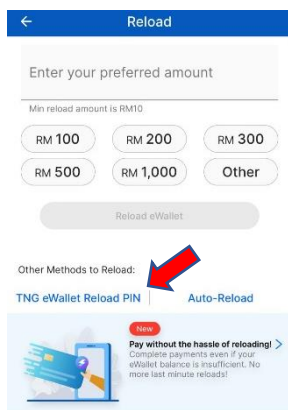 Reload
Enter your preferred amount
Min reload amount is RM10
RM 100 RM 200 RM 300
RM 500 RM 1,000 Other
Reload eWallet
Other Methods to Reload:
TNG eWallet Reload PIN Auto-Reload
New
Pay without the hassle of reloading!
Complete payments even if your
eWallet balance is insufficient. No
more last minute reloads!